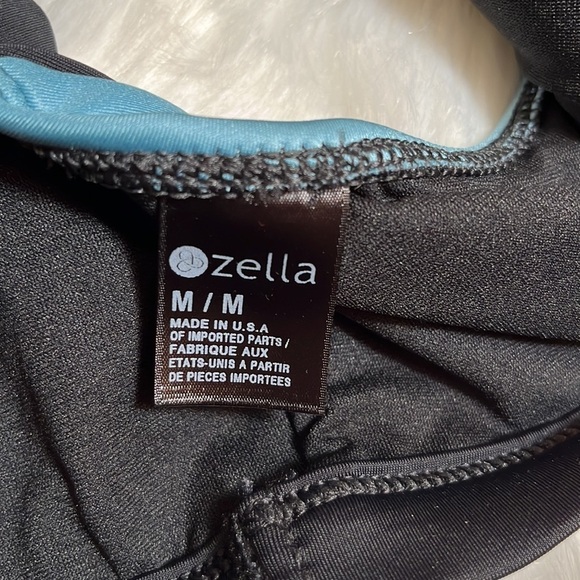 zella
M / M
MADE IN U.S.A
OF IMPORTED PARTS /
FABRIQUE AUX
ETATS-UNIS A PARTIR
DE PIECES IMPORTEES